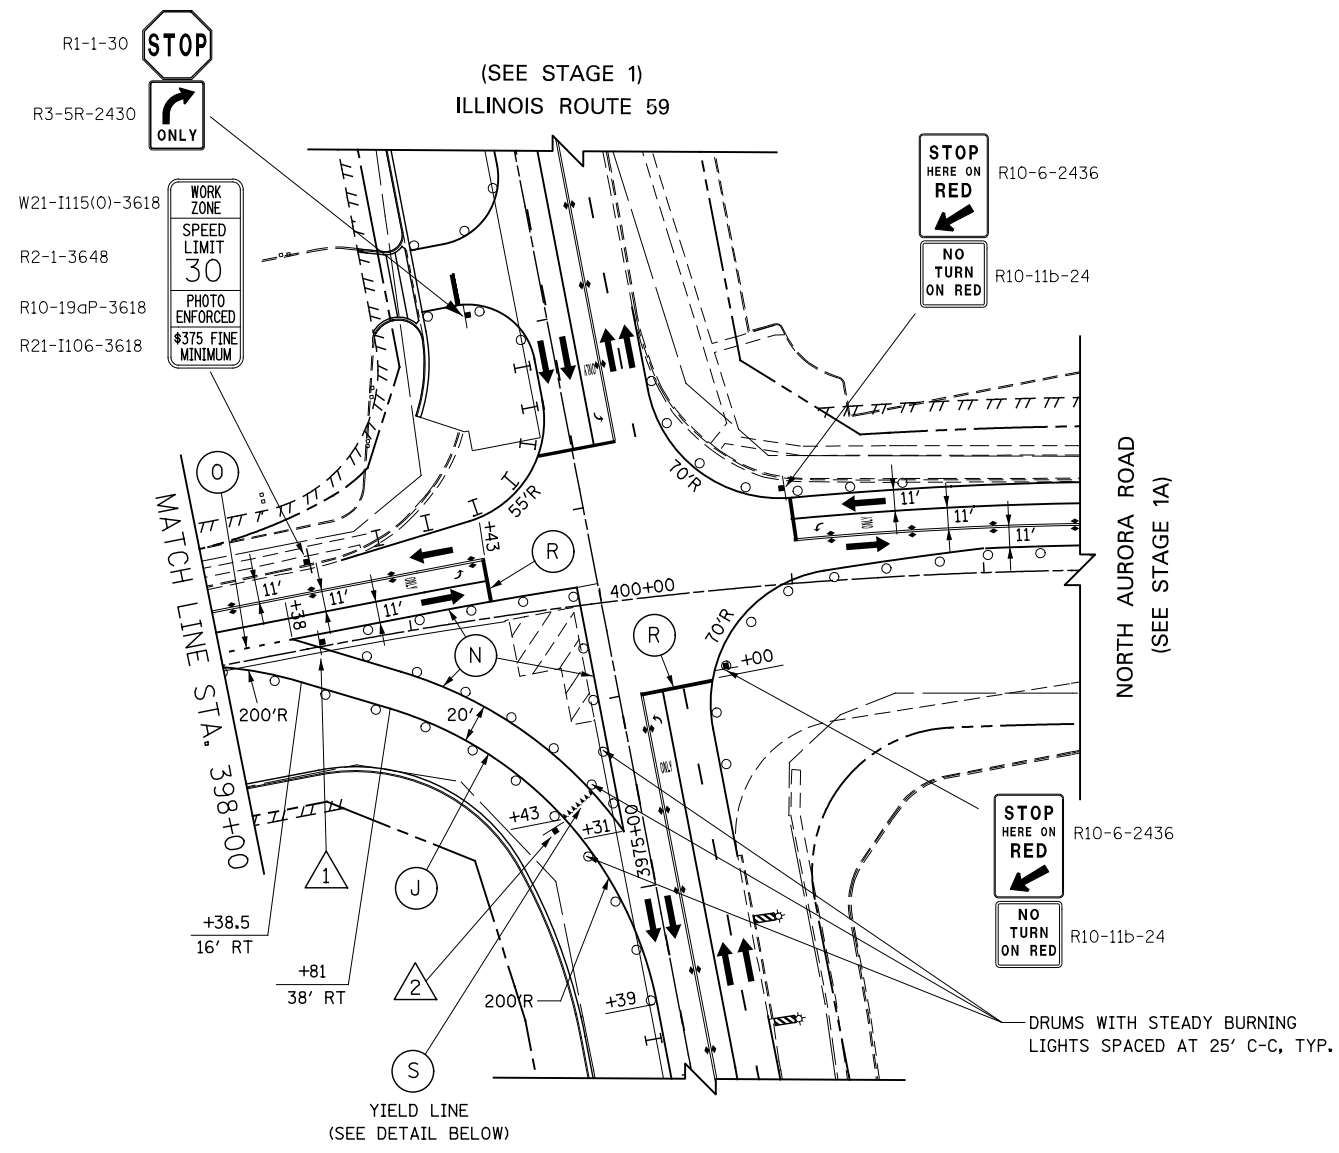 R1-1-30
STOP
R3-5R-2430
ONLY
(SEE STAGE 1)
ILLINOIS ROUTE 59
W21-I115(O)-3618
R2-1-3648
R10-19aP-3618
R21-I106-3618
WORK
ZONE
SPEED
LIMIT
30
PHOTO
ENFORCED
$375 FINE
MINIMUM
STOP
HERE ON
RED
R10-6-2436
NO
TURN
ON RED
R10-11b-24
ONLY
O
MATCH LINE STA. 398+00
55'R
70'R
+43
R
11'
11'
11'
ONLY
+38
11'
11'
11'
ONLY
NORTH AURORA ROAD
(SEE STAGE 1A)
400+00
R
70'R
+00
N
200'R
20'
ONLY
+43
+31
3975+00
1
J
+38.5
16' RT
+81
38' RT
2
200'R
+39
S
YIELD LINE
(SEE DETAIL BELOW)
STOP
HERE ON
RED
R10-6-2436
NO
TURN
ON RED
R10-11b-24
DRUMS WITH STEADY BURNING
LIGHTS SPACED AT 25' C-C, TYP.
ONLY